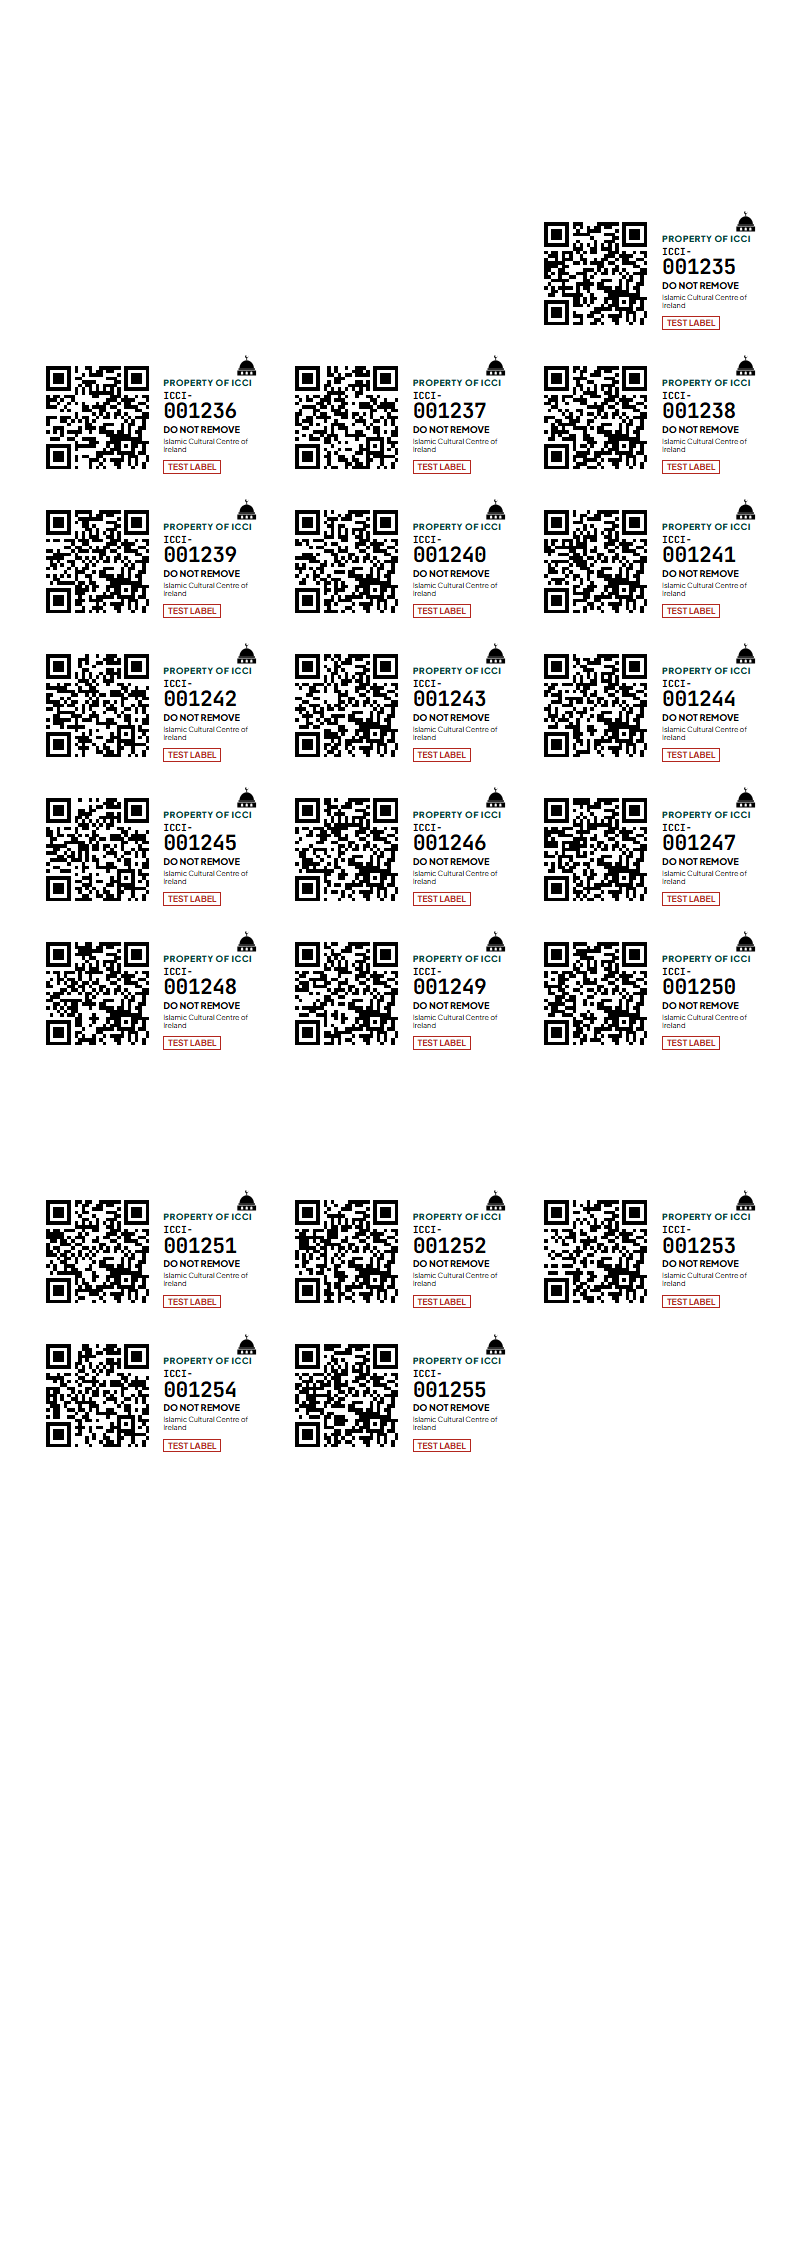 PROPERTY OF ICCI
ICCI-
001235
DO NOT REMOVE
Islamic Cultural Centre of
Ireland
TEST LABEL
PROPERTY OF ICCI
ICCI-
001236
DO NOT REMOVE
Islamic Cultural Centre of
Ireland
TEST LABEL
PROPERTY OF ICCI
ICCI-
001237
DO NOT REMOVE
Islamic Cultural Centre of
Ireland
TEST LABEL
PROPERTY OF ICCI
ICCI-
001238
DO NOT REMOVE
Islamic Cultural Centre of
Ireland
TEST LABEL
PROPERTY OF ICCI
ICCI-
001239
DO NOT REMOVE
Islamic Cultural Centre of
Ireland
TEST LABEL
PROPERTY OF ICCI
ICCI-
001240
DO NOT REMOVE
Islamic Cultural Centre of
Ireland
TEST LABEL
PROPERTY OF ICCI
ICCI-
001241
DO NOT REMOVE
Islamic Cultural Centre of
Ireland
TEST LABEL
PROPERTY OF ICCI
ICCI-
001242
DO NOT REMOVE
Islamic Cultural Centre of
Ireland
TEST LABEL
PROPERTY OF ICCI
ICCI-
001243
DO NOT REMOVE
Islamic Cultural Centre of
Ireland
TEST LABEL
PROPERTY OF ICCI
ICCI-
001244
DO NOT REMOVE
Islamic Cultural Centre of
Ireland
TEST LABEL
PROPERTY OF ICCI
ICCI-
001245
DO NOT REMOVE
Islamic Cultural Centre of
Ireland
TEST LABEL
PROPERTY OF ICCI
ICCI-
001246
DO NOT REMOVE
Islamic Cultural Centre of
Ireland
TEST LABEL
PROPERTY OF ICCI
ICCI-
001247
DO NOT REMOVE
Islamic Cultural Centre of
Ireland
TEST LABEL
PROPERTY OF ICCI
ICCI-
001248
DO NOT REMOVE
Islamic Cultural Centre of
Ireland
TEST LABEL
PROPERTY OF ICCI
ICCI-
001249
DO NOT REMOVE
Islamic Cultural Centre of
Ireland
TEST LABEL
PROPERTY OF ICCI
ICCI-
001250
DO NOT REMOVE
Islamic Cultural Centre of
Ireland
TEST LABEL
PROPERTY OF ICCI
ICCI-
001251
DO NOT REMOVE
Islamic Cultural Centre of
Ireland
TEST LABEL
PROPERTY OF ICCI
ICCI-
001252
DO NOT REMOVE
Islamic Cultural Centre of
Ireland
TEST LABEL
PROPERTY OF ICCI
ICCI-
001253
DO NOT REMOVE
Islamic Cultural Centre of
Ireland
TEST LABEL
PROPERTY OF ICCI
ICCI-
001254
DO NOT REMOVE
Islamic Cultural Centre of
Ireland
TEST LABEL
PROPERTY OF ICCI
ICCI-
001255
DO NOT REMOVE
Islamic Cultural Centre of
Ireland
TEST LABEL